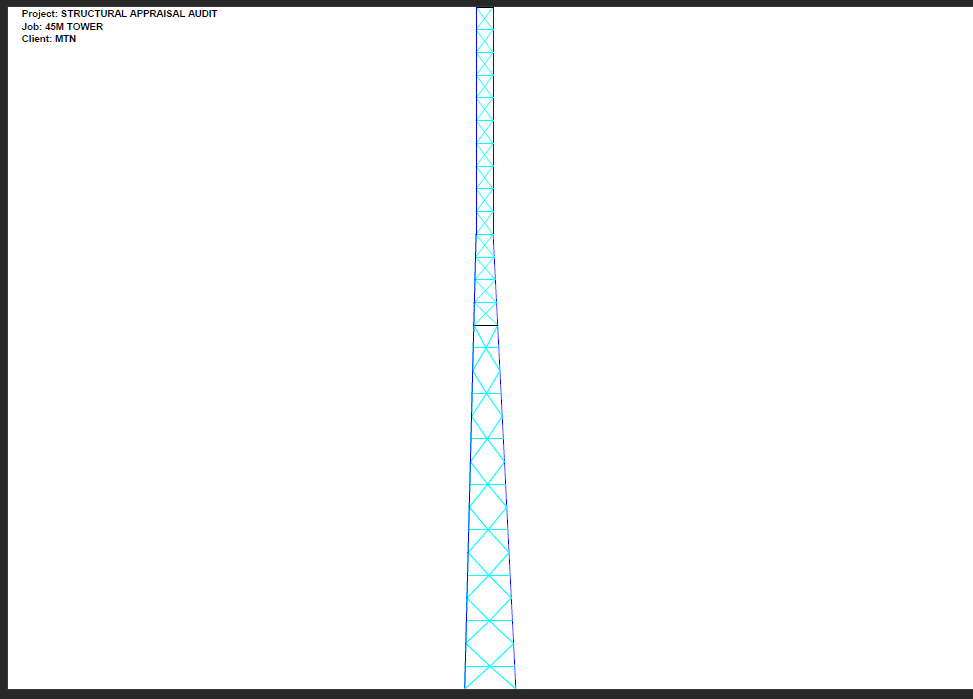 Project: STRUCTURAL APPRAISAL AUDIT
Job: 45M TOWER
Client: MTN